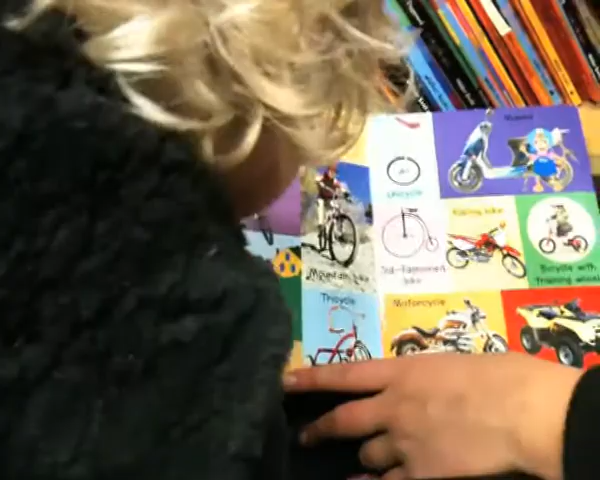 Moped
Unicycle
Racing bike
Old-fashioned
bike
Mountain bike
Bicycle with
training wheels
Tricycle
Motorcycle